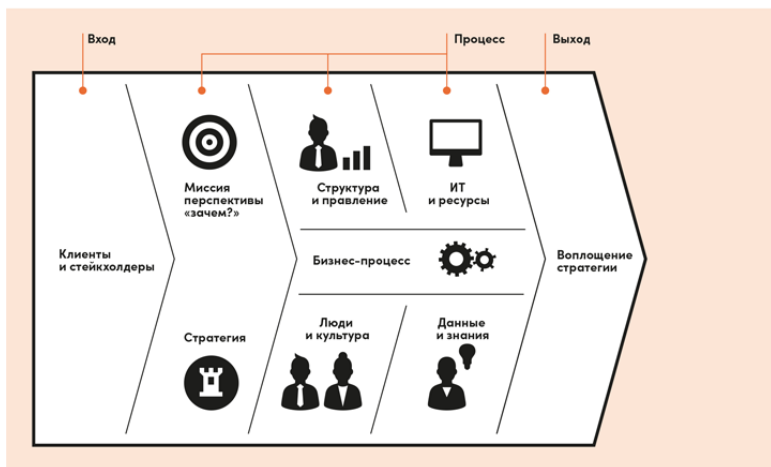 Вход
Процесс
Выход
Миссия
перспективы
«зачем?»
Структура
и правление
ИТ
и ресурсы
Клиенты
и стейкхолдеры
Бизнес-процесс
Воплощение
стратегии
Стратегия
Люди
и культура
Данные
и знания